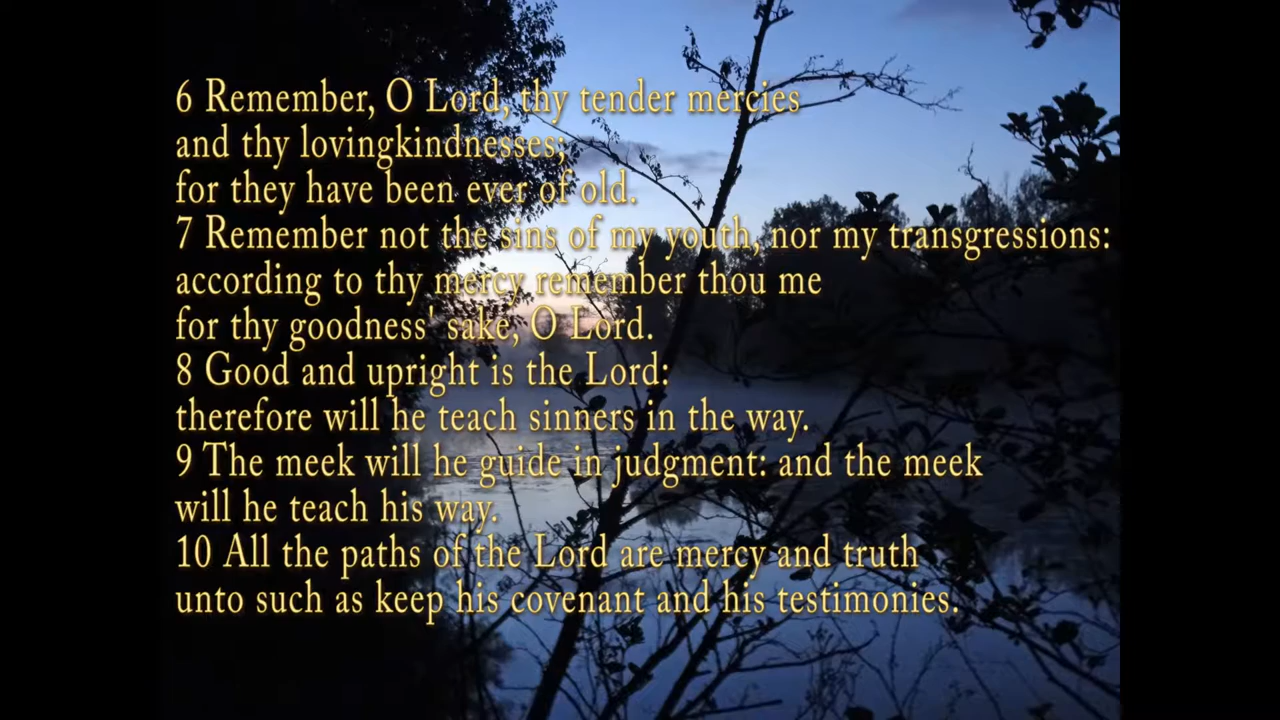 6 Remember, O Lord, thy tender mercies
and thy lovingkindnesses;
for they have been ever of old.
7 Remember not the sins of my youth, nor my transgressions:
according to thy mercy remember thou me
for thy goodness' sake, O Lord.
8 Good and upright is the Lord:
therefore will he teach sinners in the way.
9 The meek will he guide in judgment: and the meek
will he teach his way.
10 All the paths of the Lord are mercy and truth
unto such as keep his covenant and his testimonies.